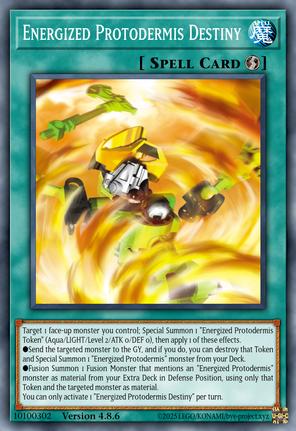 Energized Protodermis Destiny
魔
[ Spell Card ]
Target 1 face-up monster you control; Special Summon 1 "Energized Protodermis
Token" (Aqua/LIGHT/Level 2/ATK 0/DEF 0), then apply 1 of these effects.
●Send the targeted monster to the GY, and if you do, you can destroy that Token
and Special Summon 1 "Energized Protodermis" monster from your Deck.
●Fusion Summon 1 Fusion Monster that mentions an "Energized Protodermis"
monster as material from your Extra Deck in Defense Position, using only that
Token and the targeted monster as material.
You can only activate 1 "Energized Protodermis Destiny" per turn.
10100302 Version 4.8.6 ©2025 LEGO/KONAMI/bye-project.xyz